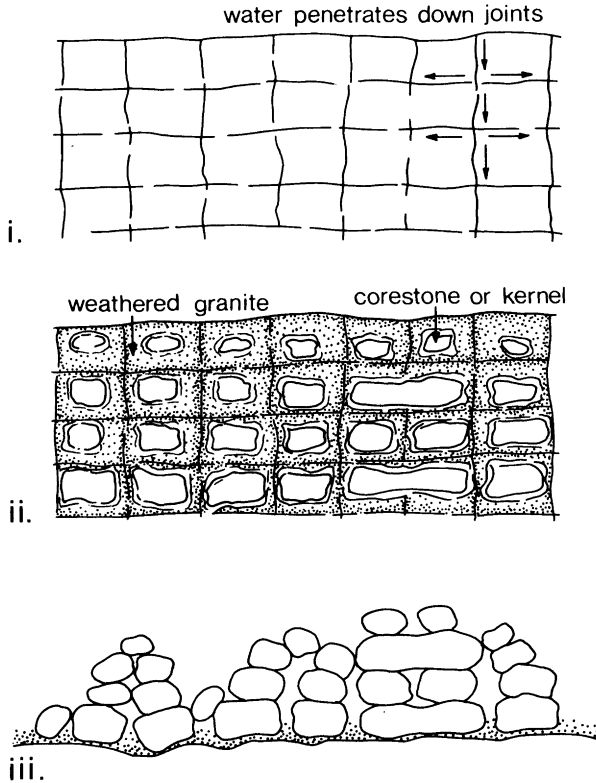 water penetrates down joints
i.
weathered granite
corestone or kernel
ii.
iii.